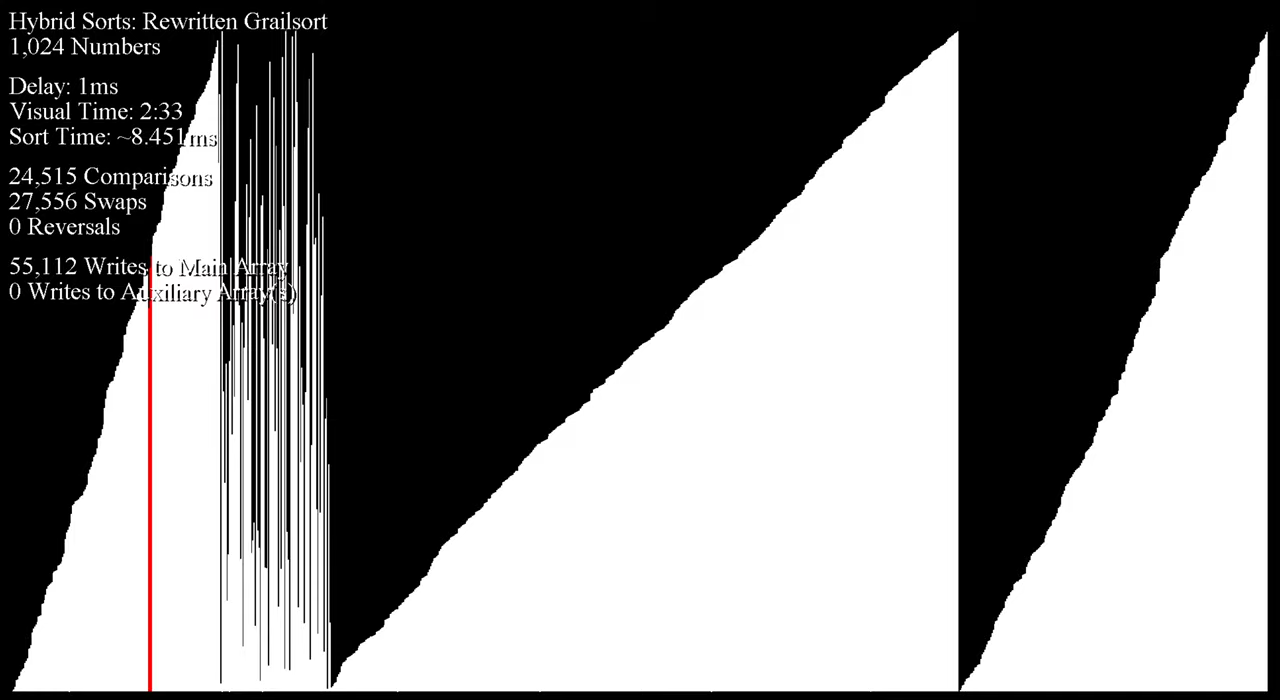 Hybrid Sorts: Rewritten Grailsort
1,024 Numbers
Delay: 1ms
Visual Time: 2:33
Sort Time: ~8.451ms
24,515 Comparisons
27,556 Swaps
0 Reversals
55,112 Writes to Main Array
0 Writes to Auxiliary Array(s)